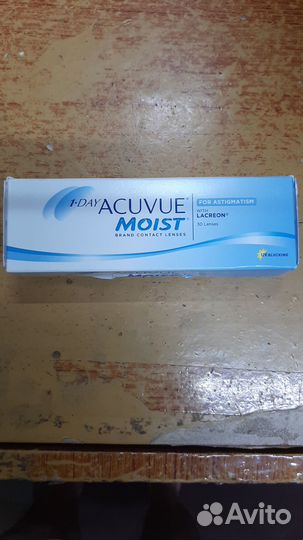 1·DAY ACUVUE®
MOIST®
BRAND CONTACT LENSES
FOR ASTIGMATISM
WITH
LACREON®
30 Lenses
UV BLOCKING
Avito